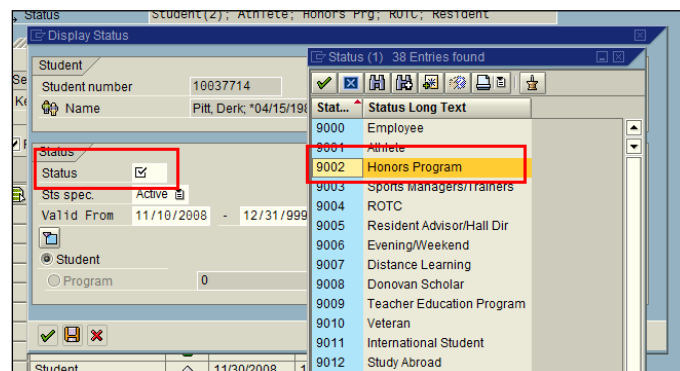 Status Student(2); Athlete; Honors Prg; ROTC; Resident
Display Status
Student
Student number 10037714
Name Pitt, Derk; *04/15/198
Status
Status
Sts spec. Active
Valid From 11/10/2008 - 12/31/999
Student
Program 0
Student 11/30/2008 1
Status (1) 38 Entries found
Stat... Status Long Text
9000 Employee
9001 Athlete
9002 Honors Program
9003 Sports Managers/Trainers
9004 ROTC
9005 Resident Advisor/Hall Dir
9006 Evening/Weekend
9007 Distance Learning
9008 Donovan Scholar
9009 Teacher Education Program
9010 Veteran
9011 International Student
9012 Study Abroad